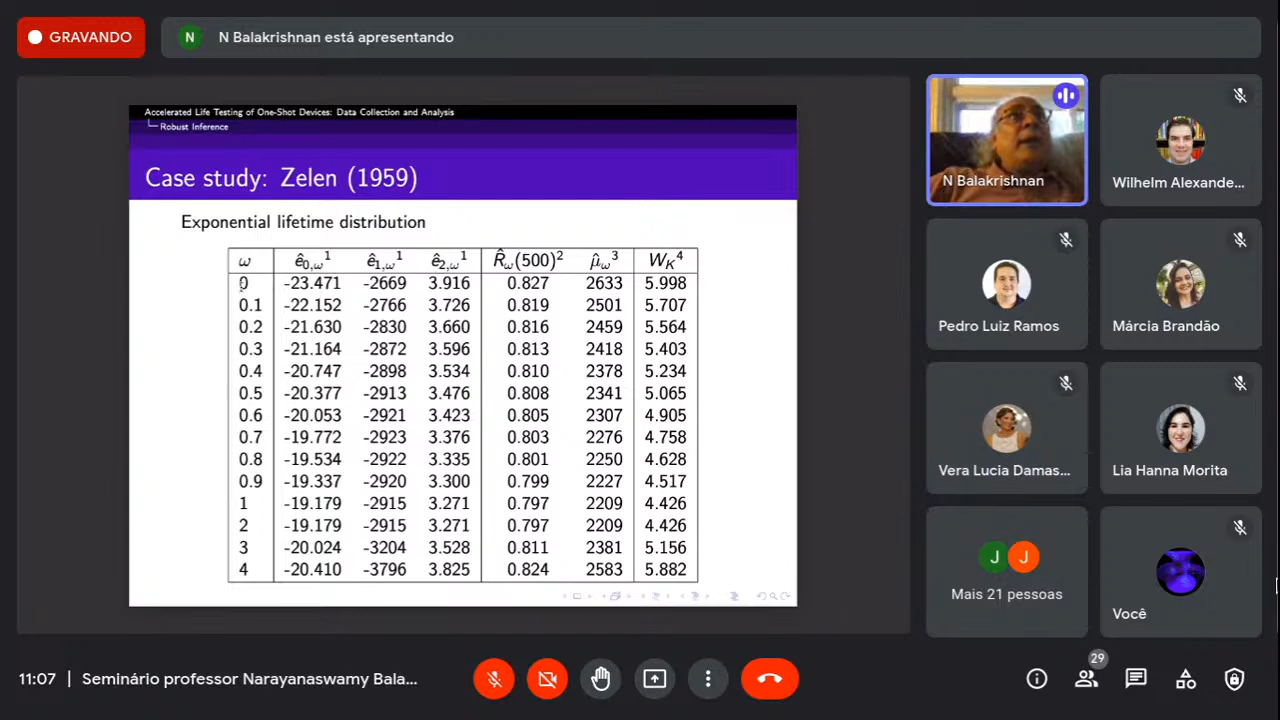 GRAVANDO
N
N Balakrishnan está apresentando
Accelerated Life Testing of One-Shot Devices: Data Collection and Analysis
Robust Inference
Case study: Zelen (1959)
Exponential lifetime distribution
ω ê₀,ω¹ ê₁,ω¹ ê₂,ω¹ R̂ω(500)² μ̂ω³ W_K⁴
0 -23.471 -2669 3.916 0.827 2633 5.998
0.1 -22.152 -2766 3.726 0.819 2501 5.707
0.2 -21.630 -2830 3.660 0.816 2459 5.564
0.3 -21.164 -2872 3.596 0.813 2418 5.403
0.4 -20.747 -2898 3.534 0.810 2378 5.234
0.5 -20.377 -2913 3.476 0.808 2341 5.065
0.6 -20.053 -2921 3.423 0.805 2307 4.905
0.7 -19.772 -2923 3.376 0.803 2276 4.758
0.8 -19.534 -2922 3.335 0.801 2250 4.628
0.9 -19.337 -2920 3.300 0.799 2227 4.517
1 -19.179 -2915 3.271 0.797 2209 4.426
2 -19.179 -2915 3.271 0.797 2209 4.426
3 -20.024 -3204 3.528 0.811 2381 5.156
4 -20.410 -3796 3.825 0.824 2583 5.882
N Balakrishnan
Wilhelm Alexande...
Pedro Luiz Ramos
Márcia Brandão
Vera Lucia Damas...
Lia Hanna Morita
J J
Mais 21 pessoas
Você
11:07 | Seminário professor Narayanaswamy Bala...
29